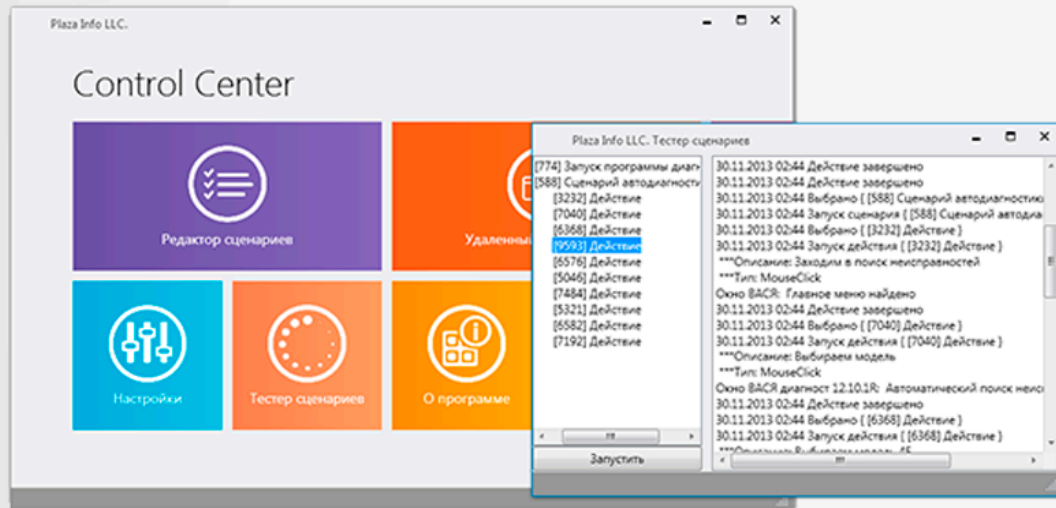 Plaza Info LLC.
Control Center
Редактор сценариев
Удаленный
Настройки
Тестер сценариев
О программе
Plaza Info LLC. Тестер сценариев
[774] Запуск программы диагн
[588] Сценарий автодиагности
[3232] Действие
[7040] Действие
[6368] Действие
[9593] Действие
[6576] Действие
[5046] Действие
[7484] Действие
[5321] Действие
[6582] Действие
[7192] Действие
Запустить
30.11.2013 02:44 Действие завершено
30.11.2013 02:44 Действие завершено
30.11.2013 02:44 Выбрано { [588] Сценарий автодиагностики
30.11.2013 02:44 Запуск сценария { [588] Сценарий автодиа
30.11.2013 02:44 Выбрано { [3232] Действие }
30.11.2013 02:44 Запуск действия { [3232] Действие }
***Описание: Заходим в поиск неисправностей
***Тип: MouseClick
Окно ВАСЯ: Главное меню найдено
30.11.2013 02:44 Действие завершено
30.11.2013 02:44 Выбрано { [7040] Действие }
30.11.2013 02:44 Запуск действия { [7040] Действие }
***Описание: Выбираем модель
***Тип: MouseClick
Окно ВАСЯ диагност 12.10.1R: Автоматический поиск неис
30.11.2013 02:44 Действие завершено
30.11.2013 02:44 Выбрано { [6368] Действие }
30.11.2013 02:44 Запуск действия { [6368] Действие }
***Описание: Выбираем модель